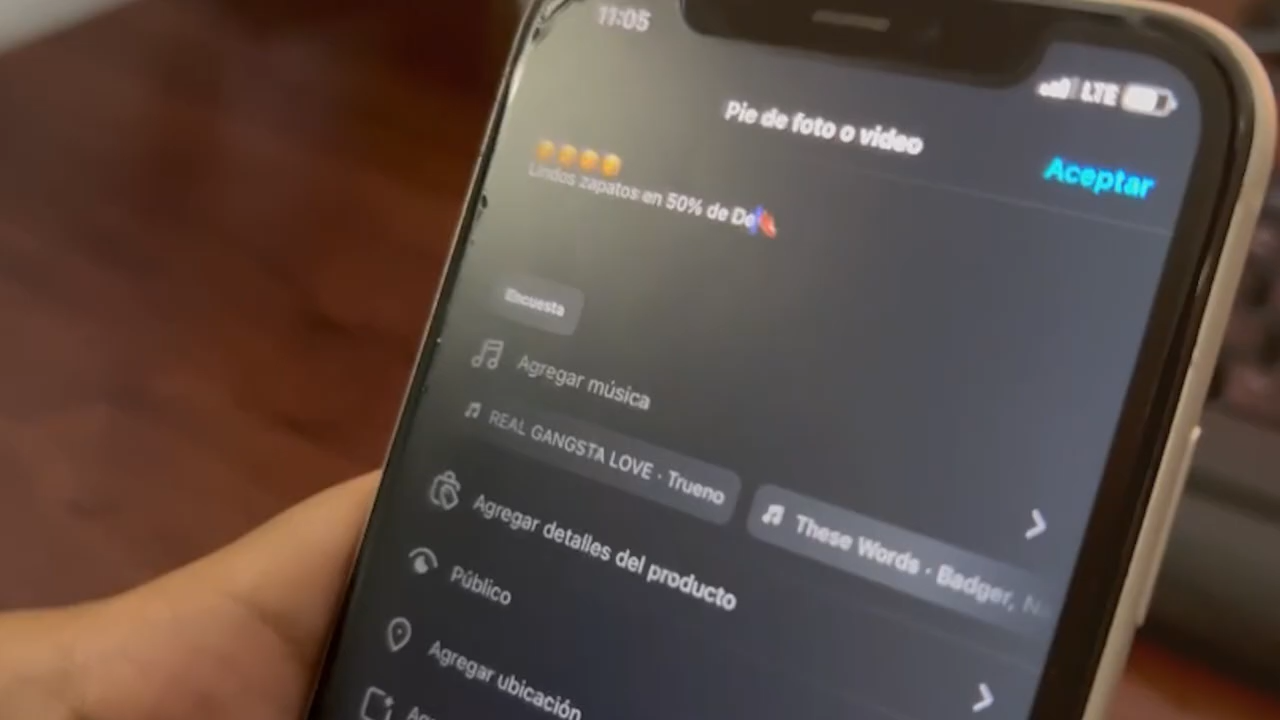 11:05
LTE
Pie de foto o video
Aceptar
Lindos zapatos en 50% de De
Encuesta
Agregar música
REAL GANGSTA LOVE · Trueno
These Words · Badger,
Agregar detalles del producto
Público
Agregar ubicación